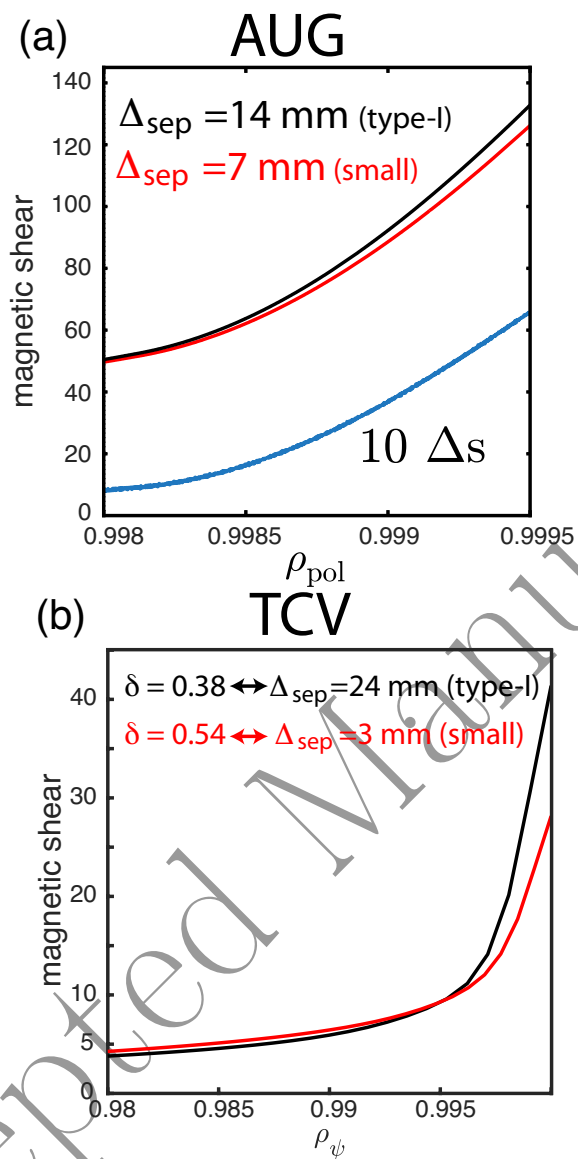 (a) AUG
Δsep =14 mm (type-I)
Δsep =7 mm (small)
magnetic shear
140
120
100
80
60
40
20
0
10 Δs
0.998 0.9985 0.999 0.9995
ρpol
(b) TCV
δ = 0.38 ↔ Δsep =24 mm (type-I)
δ = 0.54 ↔ Δsep =3 mm (small)
magnetic shear
40
30
20
10
5
0
0.98 0.985 0.99 0.995
ρψ
epted Manu